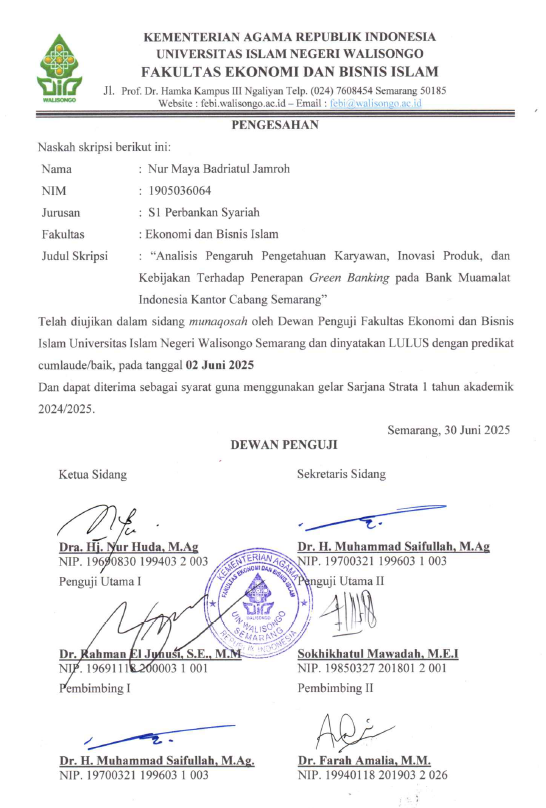 KEMENTERIAN AGAMA REPUBLIK INDONESIA
UNIVERSITAS ISLAM NEGERI WALISONGO
FAKULTAS EKONOMI DAN BISNIS ISLAM
Jl. Prof. Dr. Hamka Kampus III Ngaliyan Telp. (024) 7608454 Semarang 50185
Website : febi.walisongo.ac.id – Email : febi@walisongo.ac.id
WALISONGO
PENGESAHAN
Naskah skripsi berikut ini:
Nama : Nur Maya Badriatul Jamroh
NIM : 1905036064
Jurusan : S1 Perbankan Syariah
Fakultas : Ekonomi dan Bisnis Islam
Judul Skripsi : “Analisis Pengaruh Pengetahuan Karyawan, Inovasi Produk, dan
Kebijakan Terhadap Penerapan Green Banking pada Bank Muamalat
Indonesia Kantor Cabang Semarang”
Telah diujikan dalam sidang munaqosah oleh Dewan Penguji Fakultas Ekonomi dan Bisnis
Islam Universitas Islam Negeri Walisongo Semarang dan dinyatakan LULUS dengan predikat
cumlaude/baik, pada tanggal 02 Juni 2025
Dan dapat diterima sebagai syarat guna menggunakan gelar Sarjana Strata 1 tahun akademik
2024/2025.
Semarang, 30 Juni 2025
DEWAN PENGUJI
Ketua Sidang Sekretaris Sidang
Dra. Hj. Nur Huda, M.Ag Dr. H. Muhammad Saifullah, M.Ag
NIP. 19690830 199403 2 003 NIP. 19700321 199603 1 003
Penguji Utama I Penguji Utama II
KEMENTERIAN AGAMA
FAKULTAS EKONOMI DAN BISNIS ISLAM
WALISONGO
UIN WALISONGO
SEMARANG
REPUBLIK INDONESIA
Dr. Rahman El Junusi, S.E., M.M Sokhikhatul Mawadah, M.E.I
NIP. 19691118 200003 1 001 NIP. 19850327 201801 2 001
Pembimbing I Pembimbing II
Dr. H. Muhammad Saifullah, M.Ag. Dr. Farah Amalia, M.M.
NIP. 19700321 199603 1 003 NIP. 19940118 201903 2 026